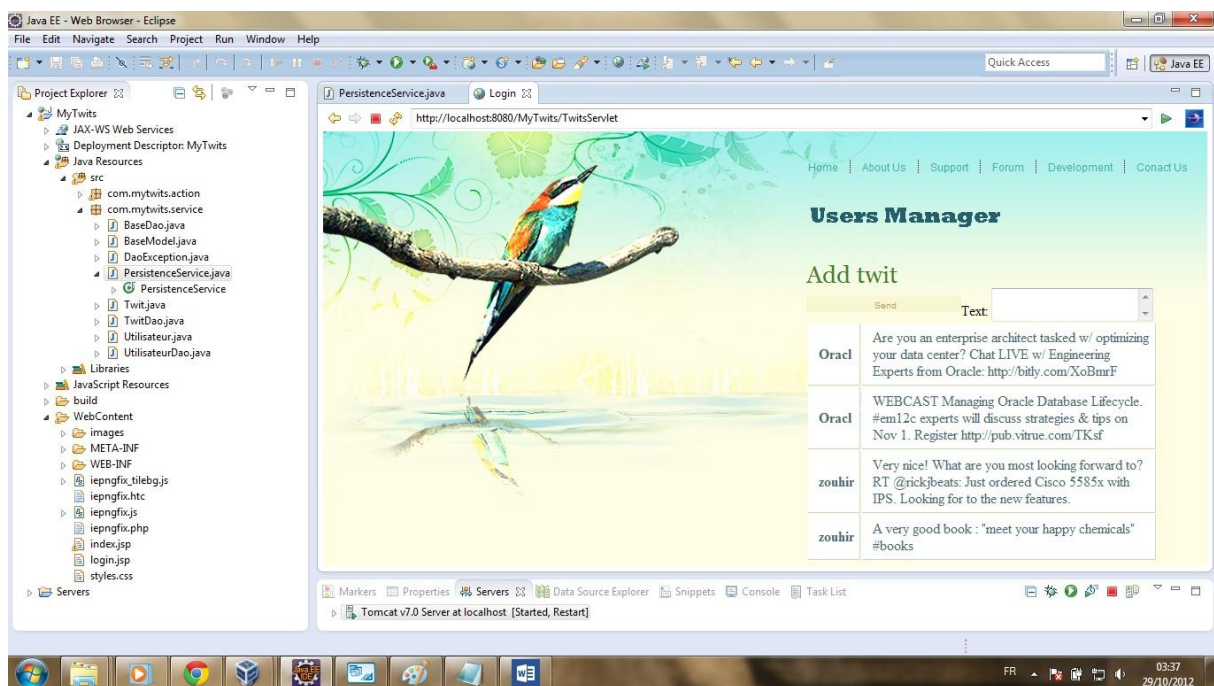 Java EE - Web Browser - Eclipse
File Edit Navigate Search Project Run Window Help
Quick Access
Java EE
Project Explorer
MyTwits
JAX-WS Web Services
Deployment Descriptor: MyTwits
Java Resources
src
com.mytwits.action
com.mytwits.service
BaseDao.java
BaseModel.java
DaoException.java
PersistenceService.java
PersistenceService
Twit.java
TwitDao.java
Utilisateur.java
UtilisateurDao.java
Libraries
JavaScript Resources
build
WebContent
images
META-INF
WEB-INF
iepngfix_tilebg.js
iepngfix.htc
iepngfix.js
iepngfix.php
index.jsp
login.jsp
styles.css
Servers
PersistenceService.java Login
http://localhost:8080/MyTwits/TwitsServlet
Home About Us Support Forum Development Conact Us
Users Manager
Add twit
Send Text:
Oracl
Are you an enterprise architect tasked w/ optimizing
your data center? Chat LIVE w/ Engineering
Experts from Oracle: http://bitly.com/XoBmrF
Oracl
WEBCAST Managing Oracle Database Lifecycle.
#em12c experts will discuss strategies & tips on
Nov 1. Register http://pub.vitrue.com/TKsf
zouhir
Very nice! What are you most looking forward to?
RT @rickjbeats: Just ordered Cisco 5585x with
IPS. Looking for to the new features.
zouhir
A very good book : "meet your happy chemicals"
#books
Markers Properties Servers Data Source Explorer Snippets Console Task List
Tomcat v7.0 Server at localhost [Started, Restart]
Java EE
IDE
W
FR
03:37
29/10/2012